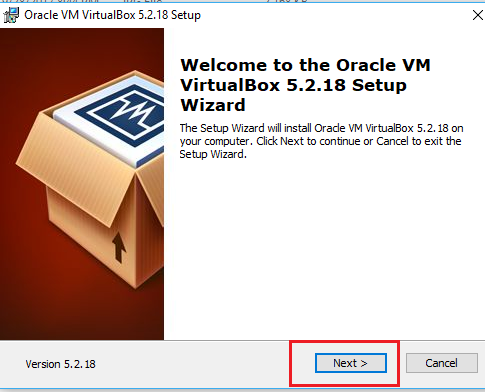 Oracle VM VirtualBox 5.2.18 Setup
Welcome to the Oracle VM
VirtualBox 5.2.18 Setup
Wizard
The Setup Wizard will install Oracle VM VirtualBox 5.2.18 on
your computer. Click Next to continue or Cancel to exit the
Setup Wizard.
Version 5.2.18
Next >
Cancel